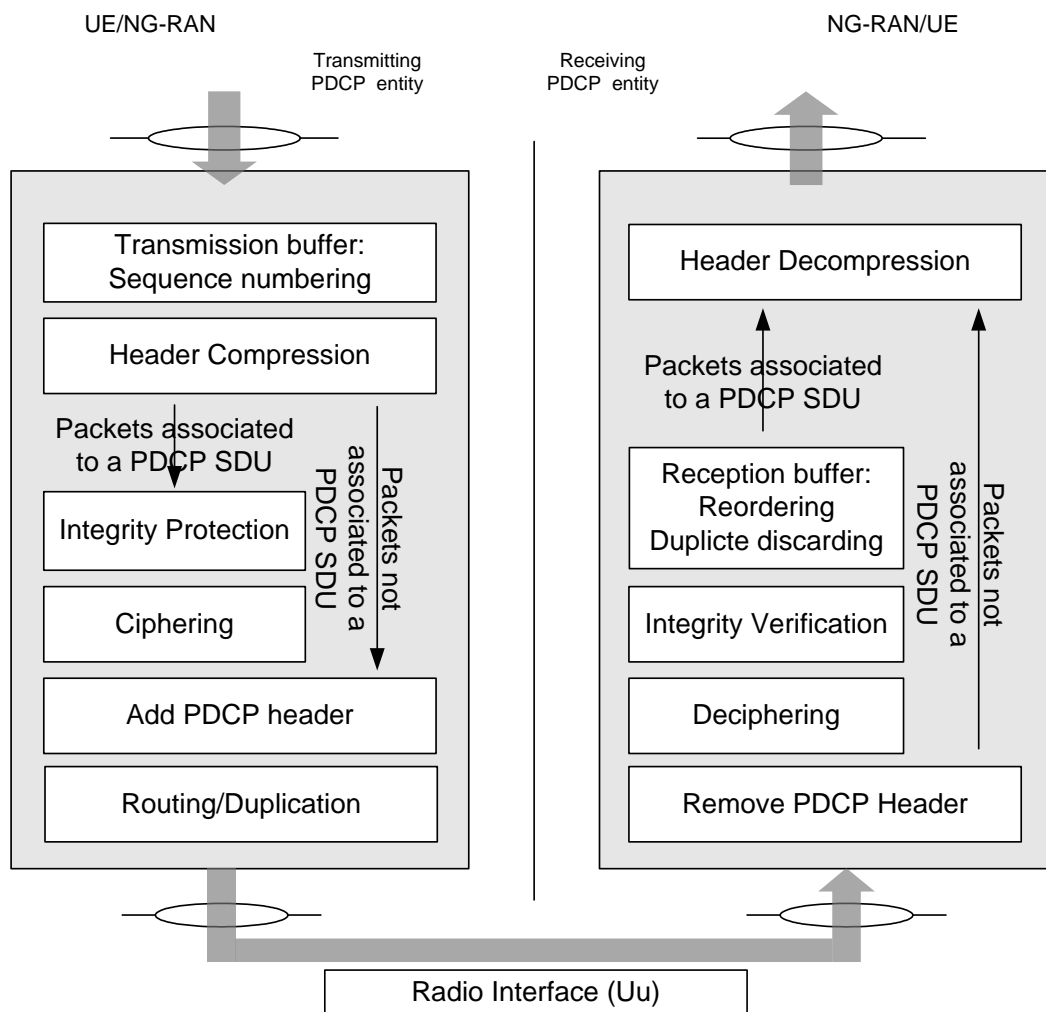 UE/NG-RAN
NG-RAN/UE
Transmitting
PDCP entity
Receiving
PDCP entity
Transmission buffer:
Sequence numbering
Header Compression
Packets associated
to a PDCP SDU
Packets not
associated to a
PDCP SDU
Integrity Protection
Ciphering
Add PDCP header
Routing/Duplication
Header Decompression
Packets associated
to a PDCP SDU
Reception buffer:
Reordering
Duplicte discarding
Packets not
associated to a
PDCP SDU
Integrity Verification
Deciphering
Remove PDCP Header
Radio Interface (Uu)